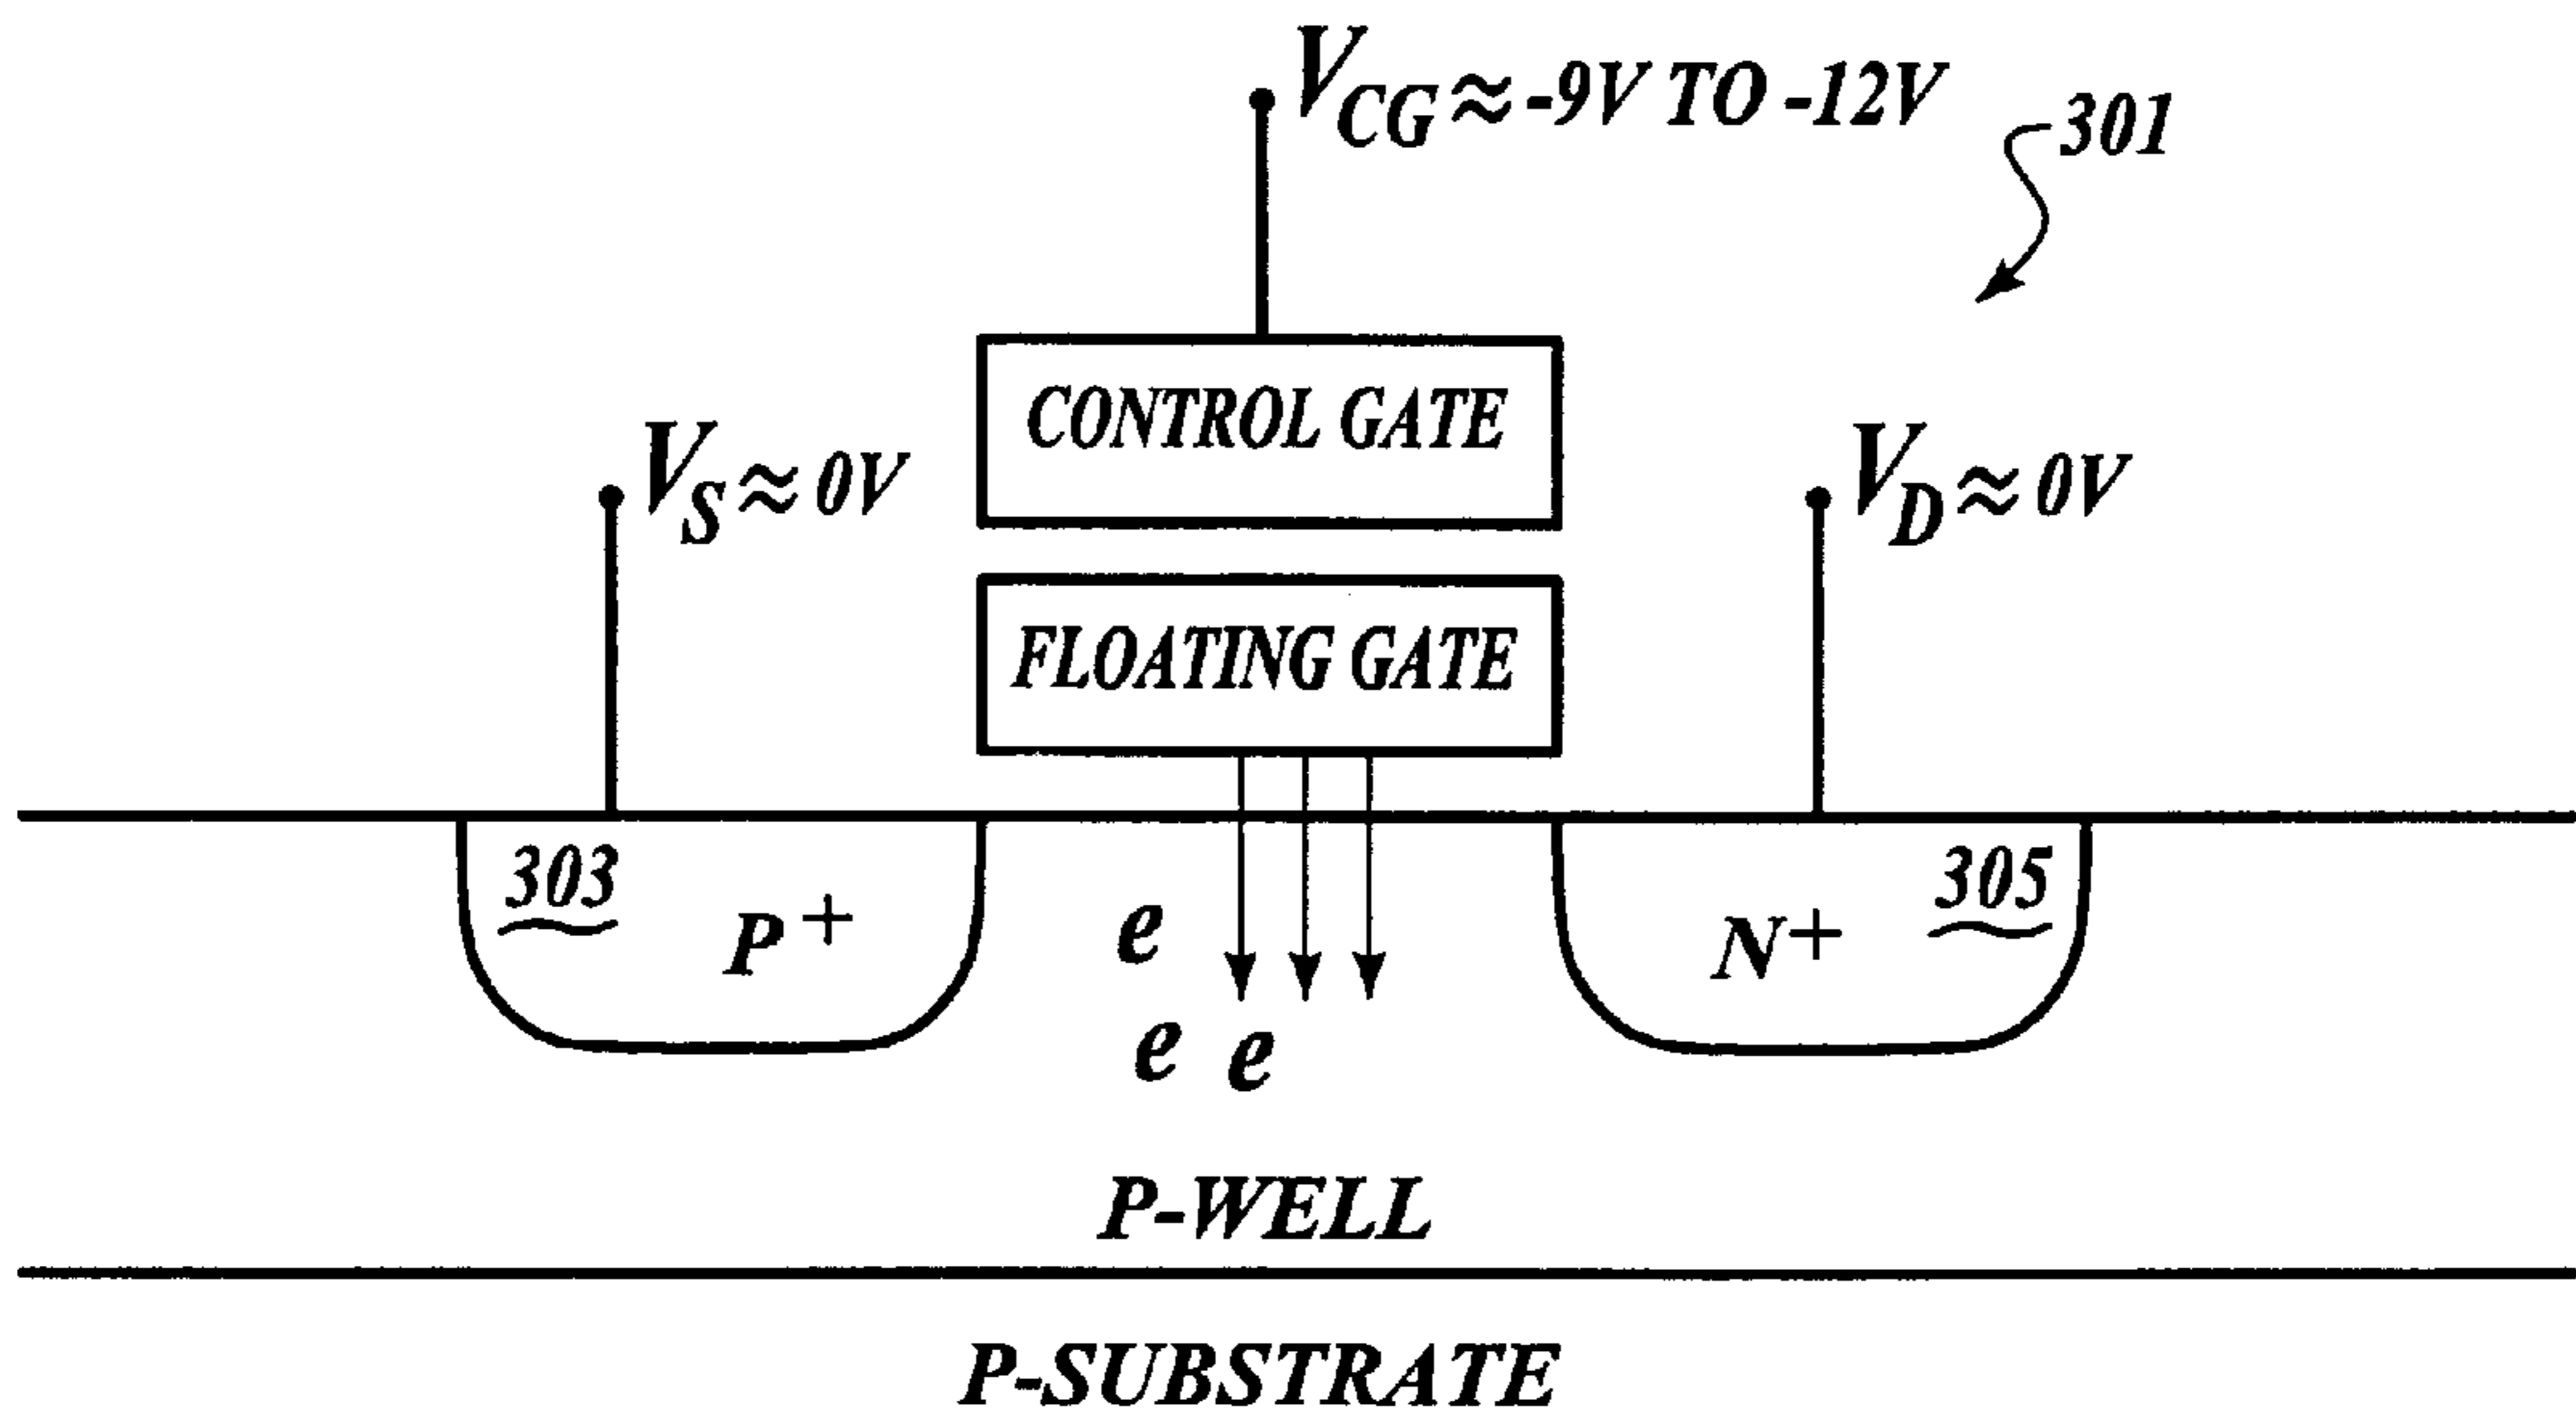 V_CG ≈ -9V TO -12V
301
CONTROL GATE
V_S ≈ 0V
V_D ≈ 0V
FLOATING GATE
303
P+
e
e e
N+
305
P-WELL
P-SUBSTRATE